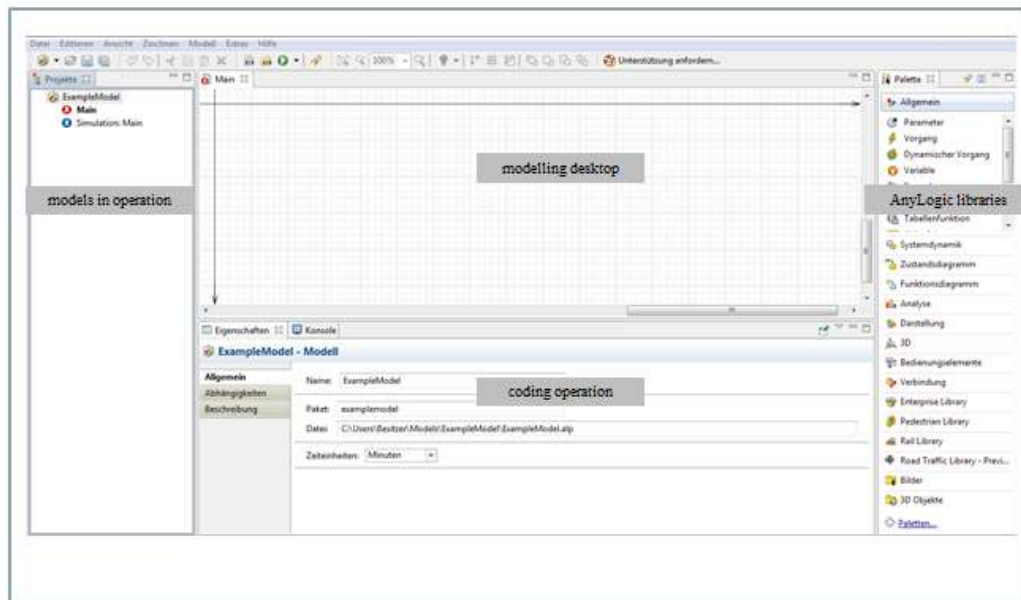 Datei Editieren Ansicht Zeichnen Modell Extras Hilfe
100%
Unterstützung anfordern...
Projekte
ExampleModel
Main
Simulation: Main
models in operation
Main
modelling desktop
Eigenschaften Konsole
ExampleModel - Modell
Allgemein
Abhängigkeiten
Beschreibung
Name: ExampleModel
coding operation
Paket: examplemodel
Datei: C:\Users\Besitzer\Models\ExampleModel\ExampleModel.alp
Zeiteinheiten: Minuten
Palette
Allgemein
Parameter
Vorgang
Dynamischer Vorgang
Variable
AnyLogic libraries
Tabellenfunktion
Systemdynamik
Zustandsdiagramm
Funktionsdiagramm
Analyse
Darstellung
3D
Bedienungselemente
Verbindung
Enterprise Library
Pedestrian Library
Rail Library
Road Traffic Library - Previ...
Bilder
3D Objekte
Paletten...